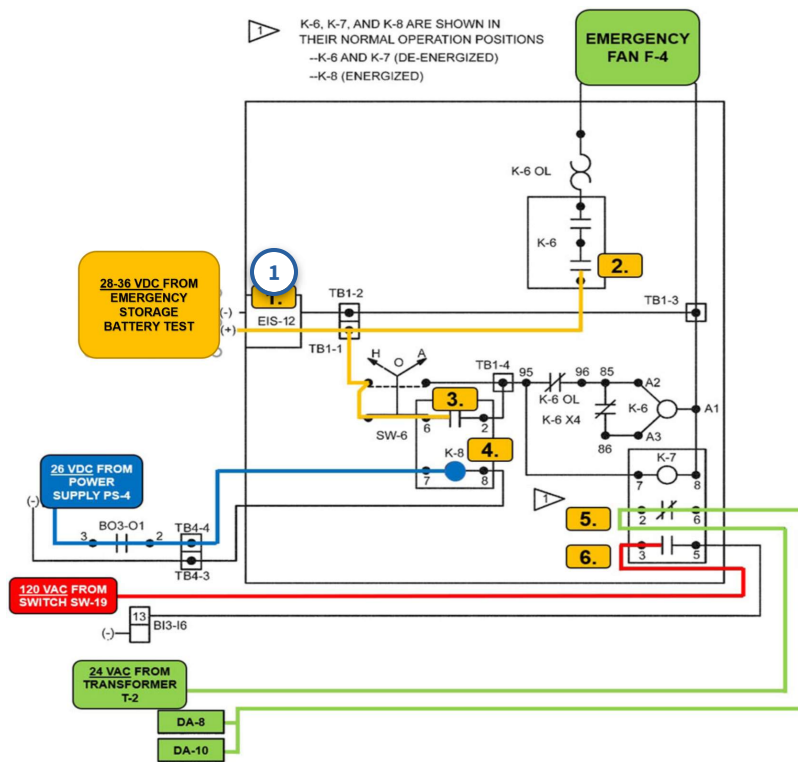 1
K-6, K-7, AND K-8 ARE SHOWN IN
THEIR NORMAL OPERATION POSITIONS
--K-6 AND K-7 (DE-ENERGIZED)
--K-8 (ENERGIZED)
EMERGENCY
FAN F-4
K-6 OL
K-6
2.
28-36 VDC FROM
EMERGENCY
STORAGE
BATTERY TEST
(-)
(+)
1
1.
EIS-12
TB1-2
TB1-1
TB1-3
H
O
A
TB1-4
95
96
85
A2
K-6 OL
K-6 X4
K-6
A1
A3
86
3.
SW-6
6
2
4.
K-8
7
8
K-7
7
8
1
5.
2
6
6.
3
5
26 VDC FROM
POWER
SUPPLY PS-4
(-)
BO3-O1
3
2
TB4-4
TB4-3
120 VAC FROM
SWITCH SW-19
13
(-)
BI3-I6
24 VAC FROM
TRANSFORMER
T-2
DA-8
DA-10